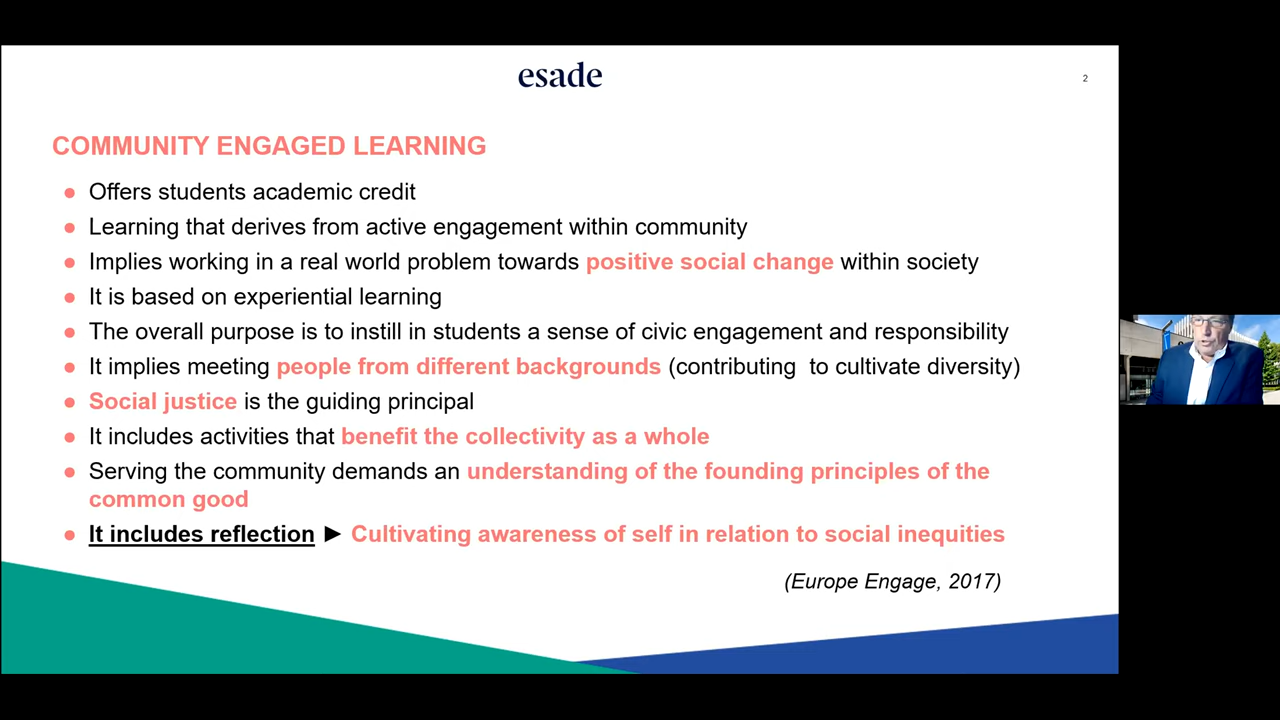 esade
2
COMMUNITY ENGAGED LEARNING
● Offers students academic credit
● Learning that derives from active engagement within community
● Implies working in a real world problem towards positive social change within society
● It is based on experiential learning
● The overall purpose is to instill in students a sense of civic engagement and responsibility
● It implies meeting people from different backgrounds (contributing to cultivate diversity)
● Social justice is the guiding principal
● It includes activities that benefit the collectivity as a whole
● Serving the community demands an understanding of the founding principles of the
common good
● It includes reflection ► Cultivating awareness of self in relation to social inequities
(Europe Engage, 2017)